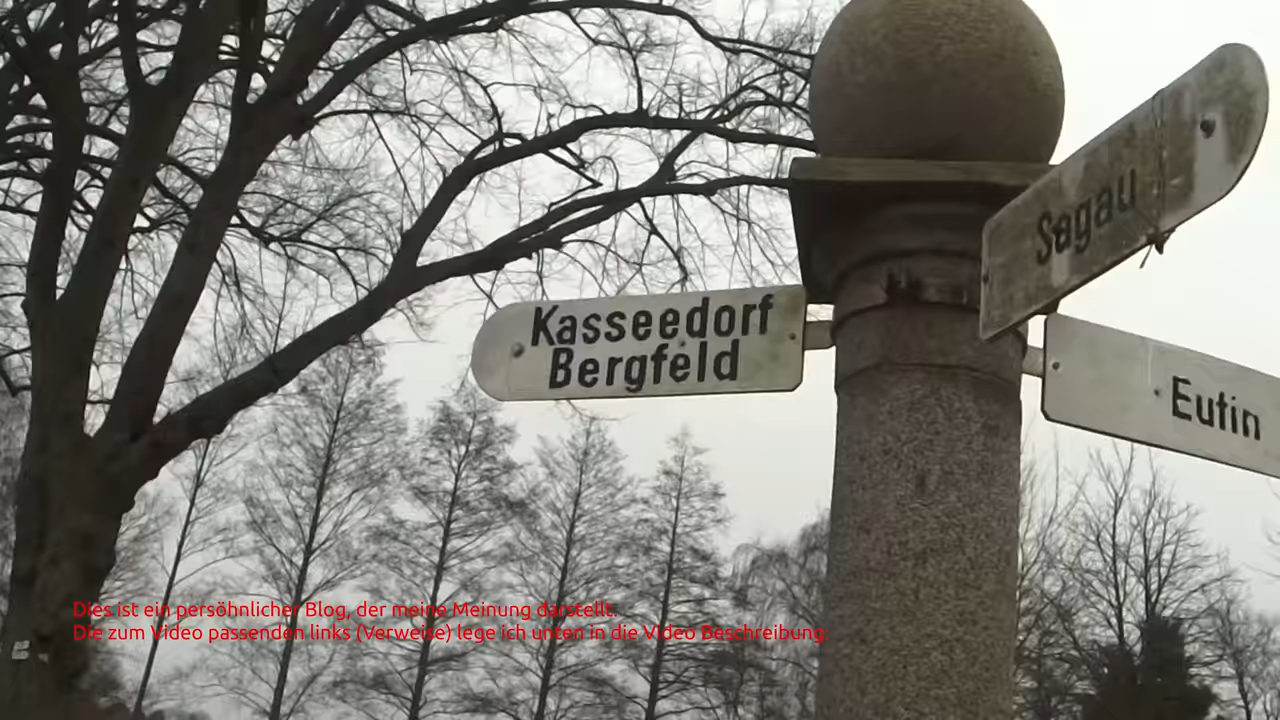 Sagau
Kasseedorf
Bergfeld
Eutin
Dies ist ein persöhnlicher Blog, der meine Meinung darstellt.
Die zum Video passenden links (Verweise) lege ich unten in die Video Beschreibung.